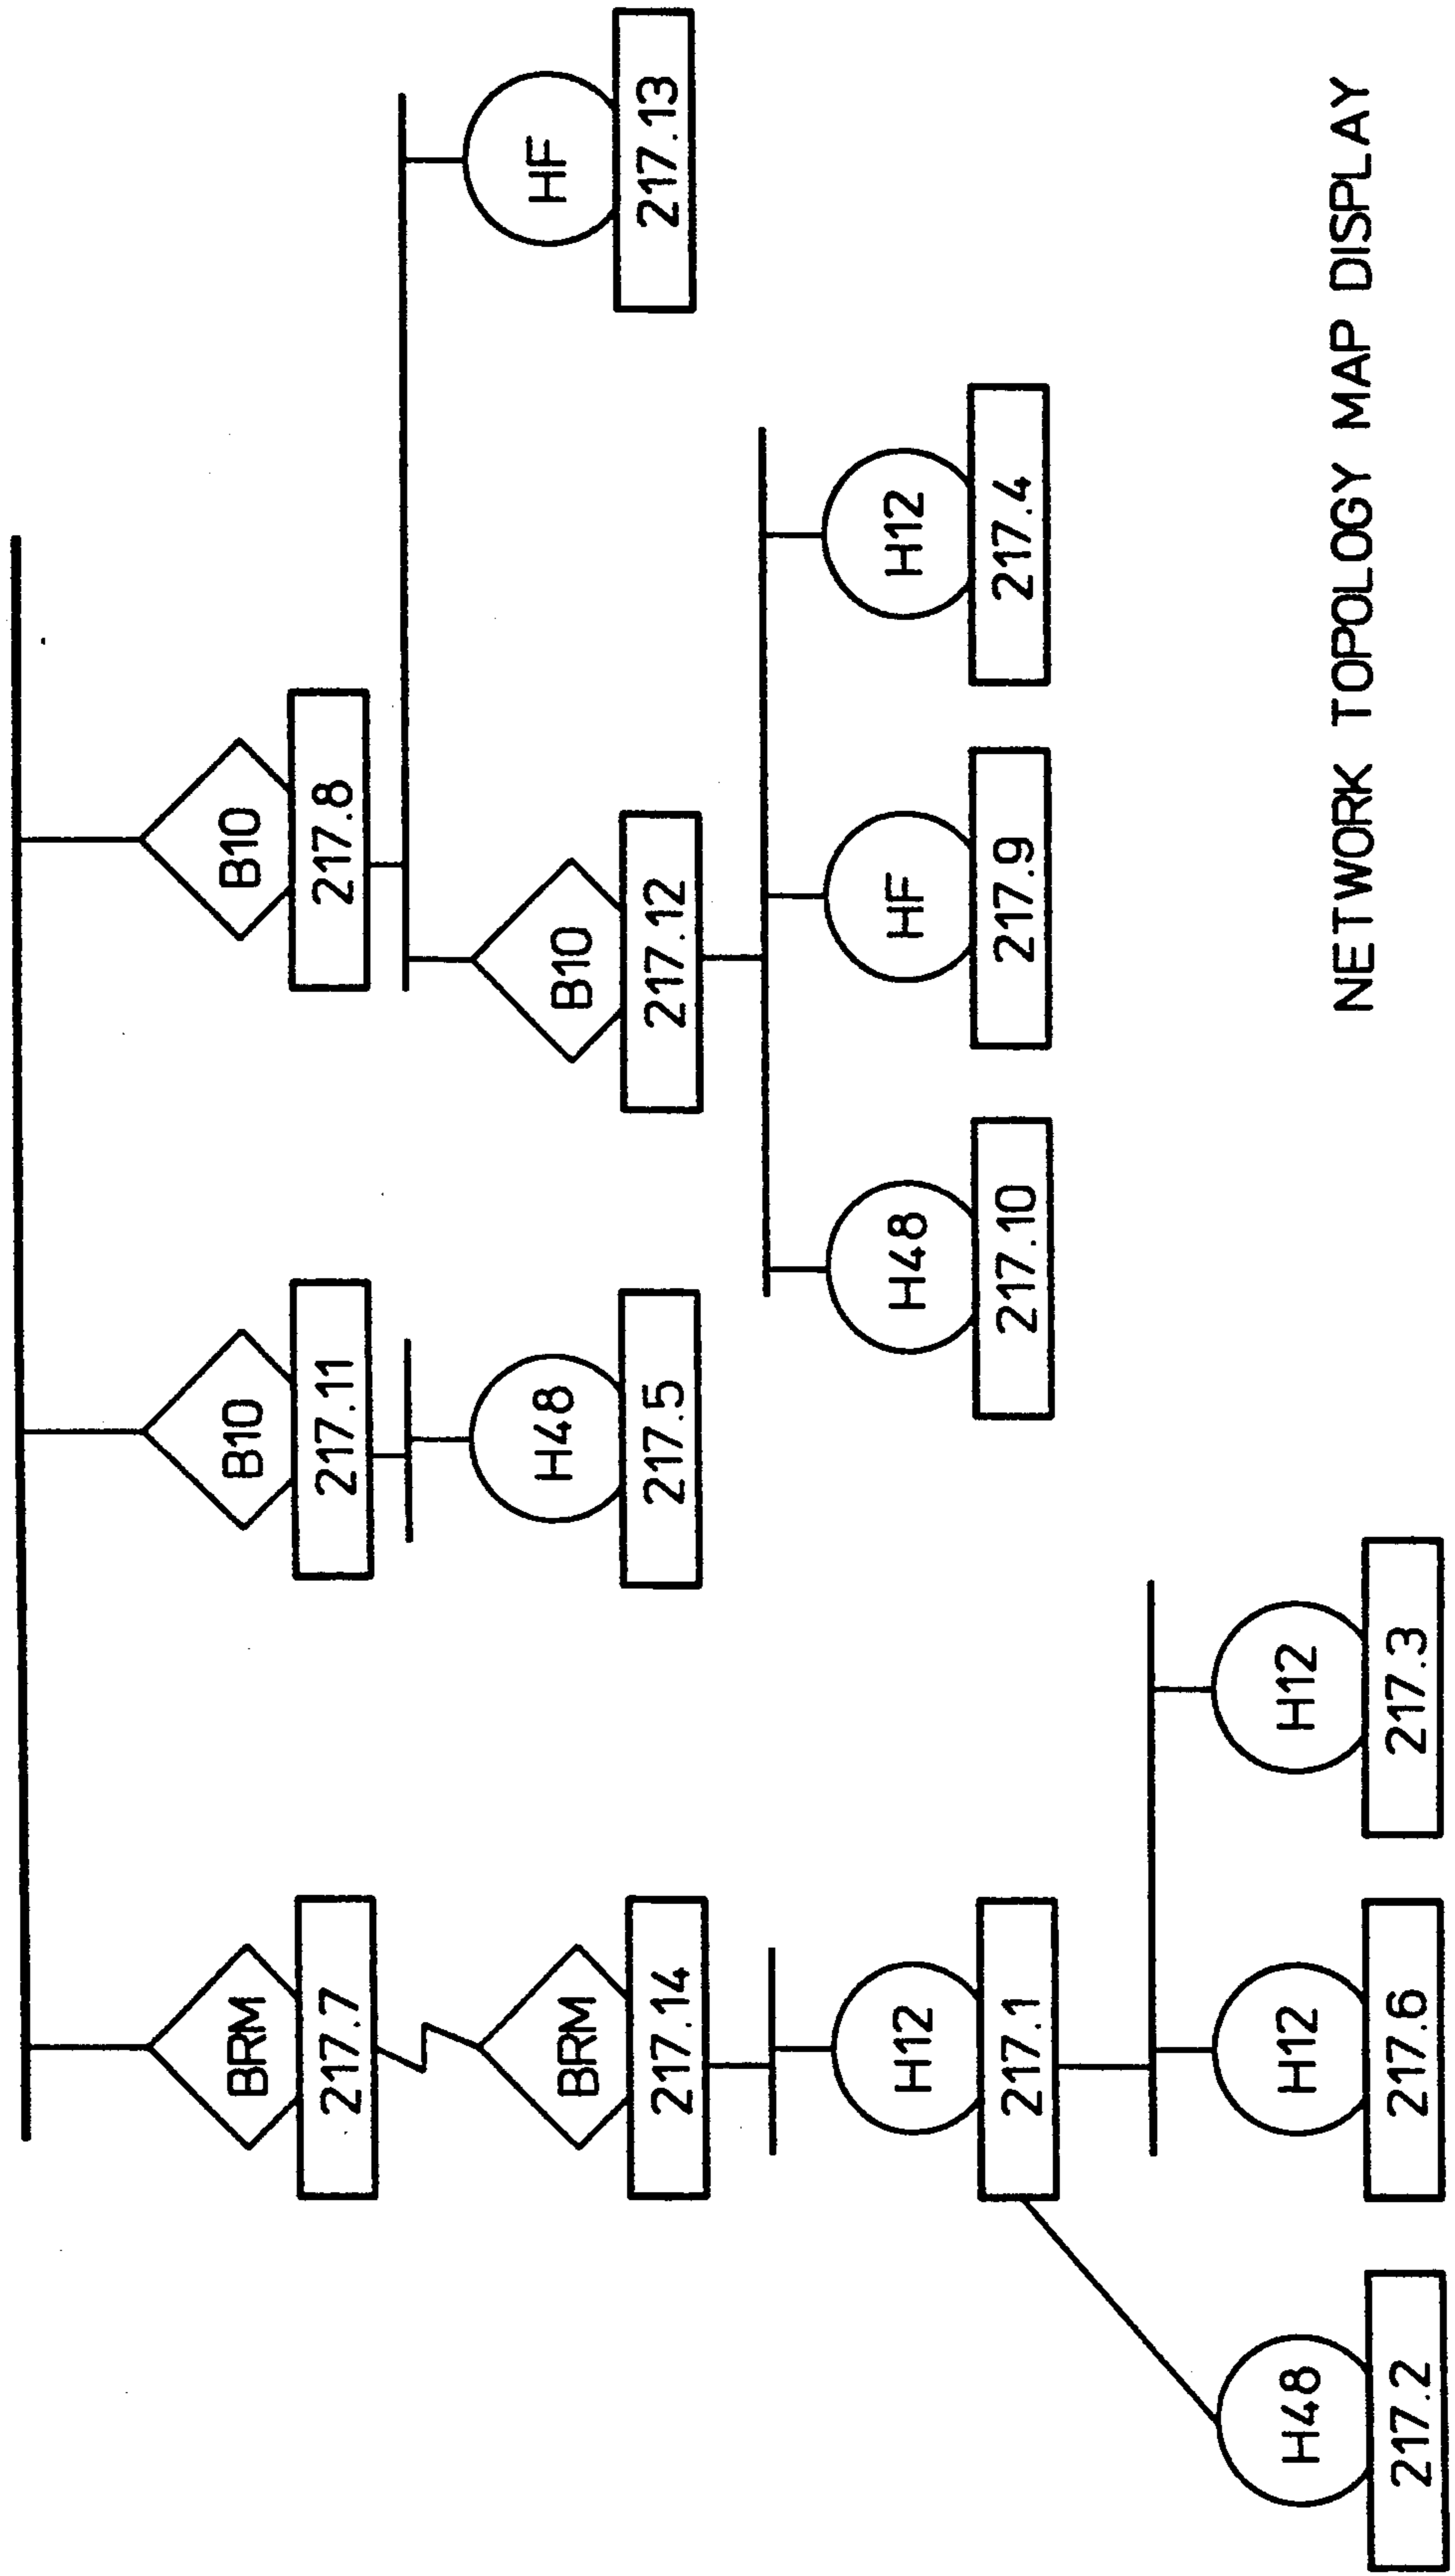 BRM
217.7
B10
217.11
B10
217.8
BRM
217.14
H48
217.5
B10
217.12
HF
217.13
H12
217.1
H48
217.10
HF
217.9
H12
217.4
H48
217.2
H12
217.6
H12
217.3
NETWORK TOPOLOGY MAP DISPLAY